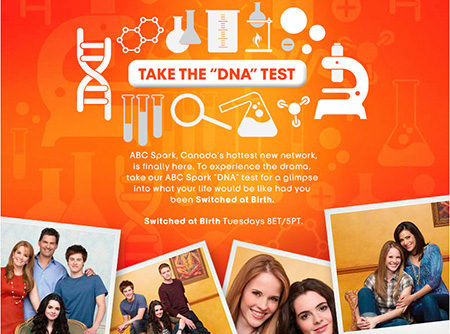 TAKE THE “DNA” TEST
ABC Spark, Canada's hottest new network,
is finally here. To experience the drama,
take our ABC Spark "DNA" test for a glimpse
into what your life would be like had you
been Switched at Birth.
Switched at Birth Tuesdays 8ET/5PT.